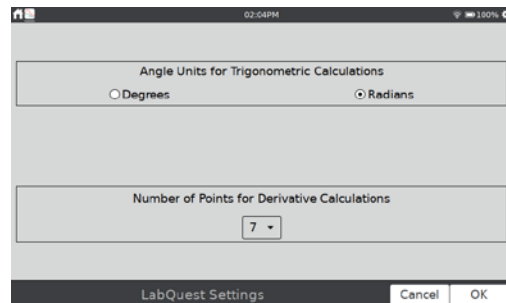 02:04PM
100%
Angle Units for Trigonometric Calculations
Degrees
Radians
Number of Points for Derivative Calculations
7
LabQuest Settings
Cancel
OK